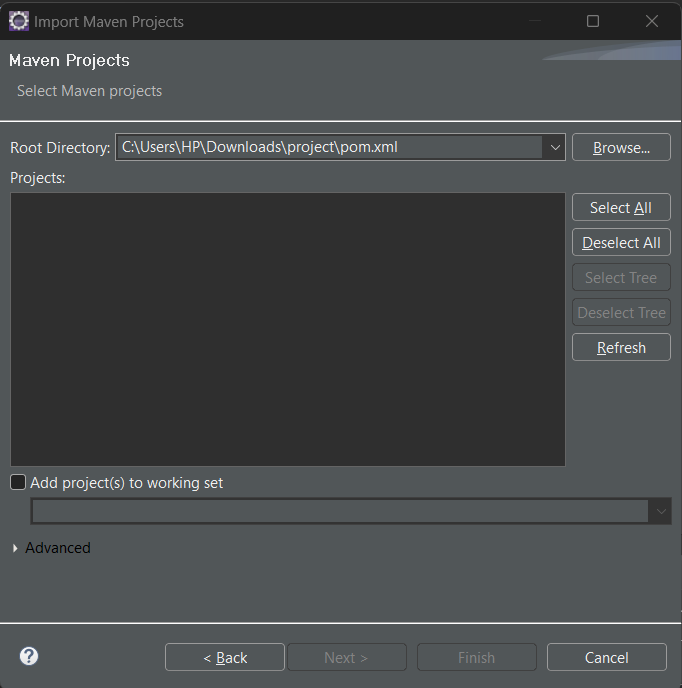 Import Maven Projects
Maven Projects
Select Maven projects
Root Directory: C:\Users\HP\Downloads\project\pom.xml Browse...
Projects:
Select All
Deselect All
Select Tree
Deselect Tree
Refresh
Add project(s) to working set
Advanced
? < Back Next > Finish Cancel